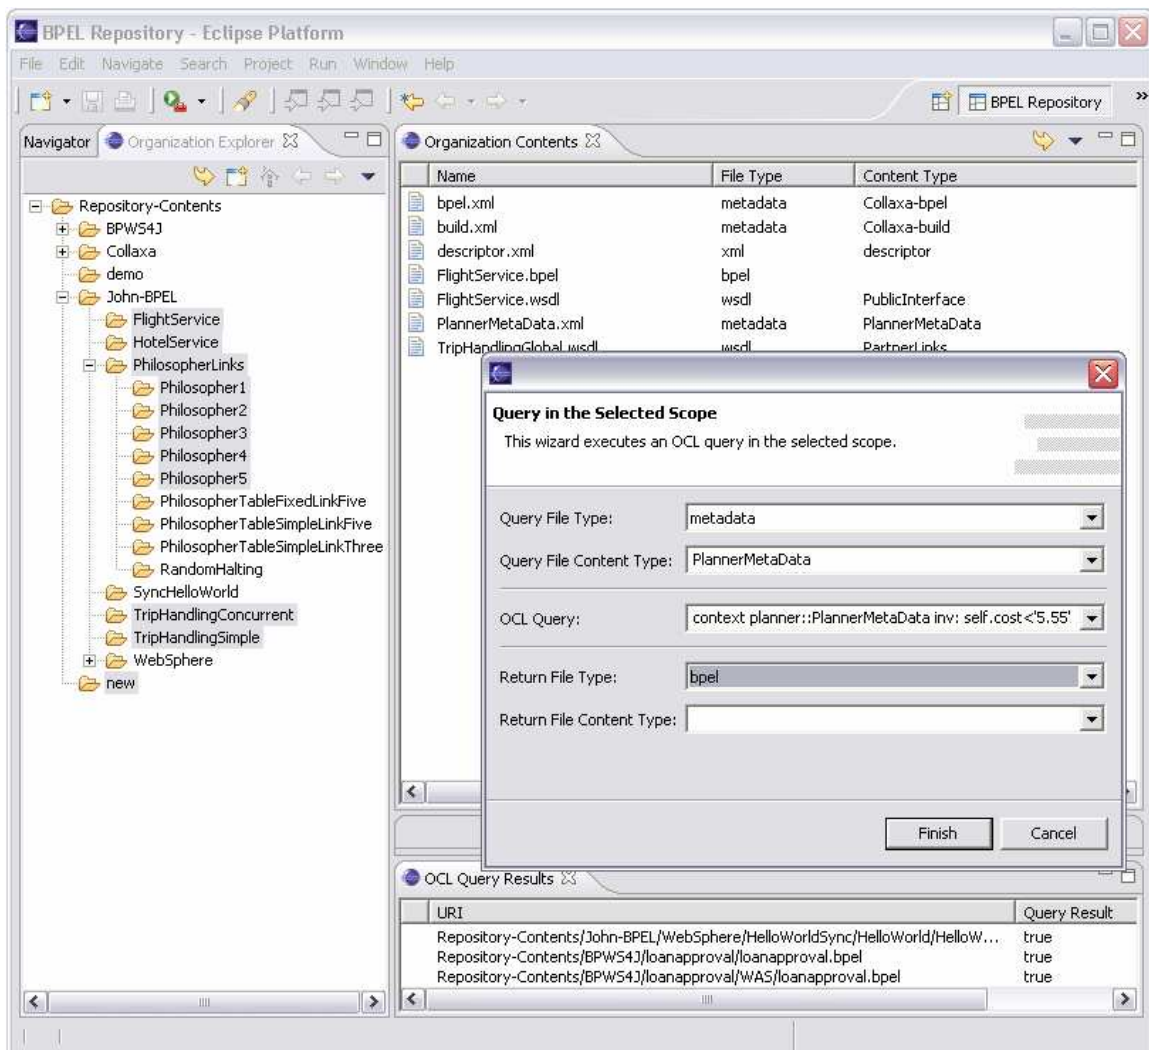 BPEL Repository - Eclipse Platform
File Edit Navigate Search Project Run Window Help
BPEL Repository
Navigator Organization Explorer
Repository-Contents
BPWS4J
Collaxa
demo
John-BPEL
FlightService
HotelService
PhilosopherLinks
Philosopher1
Philosopher2
Philosopher3
Philosopher4
Philosopher5
PhilosopherTableFixedLinkFive
PhilosopherTableSimpleLinkFive
PhilosopherTableSimpleLinkThree
RandomHalting
SyncHelloWorld
TripHandlingConcurrent
TripHandlingSimple
WebSphere
new
Organization Contents
Name File Type Content Type
bpel.xml metadata Collaxa-bpel
build.xml metadata Collaxa-build
descriptor.xml xml descriptor
FlightService.bpel bpel
FlightService.wsdl wsdl PublicInterface
PlannerMetaData.xml metadata PlannerMetaData
TripHandlingGlobal.wsdl wsdl PartnerLinks
Query in the Selected Scope
This wizard executes an OCL query in the selected scope.
Query File Type: metadata
Query File Content Type: PlannerMetaData
OCL Query: context planner::PlannerMetaData inv: self.cost<'5.55'
Return File Type: bpel
Return File Content Type:
Finish Cancel
OCL Query Results
URI Query Result
Repository-Contents/John-BPEL/WebSphere/HelloWorldSync/HelloWorld/HelloW... true
Repository-Contents/BPWS4J/loanapproval/loanapproval.bpel true
Repository-Contents/BPWS4J/loanapproval/WAS/loanapproval.bpel true